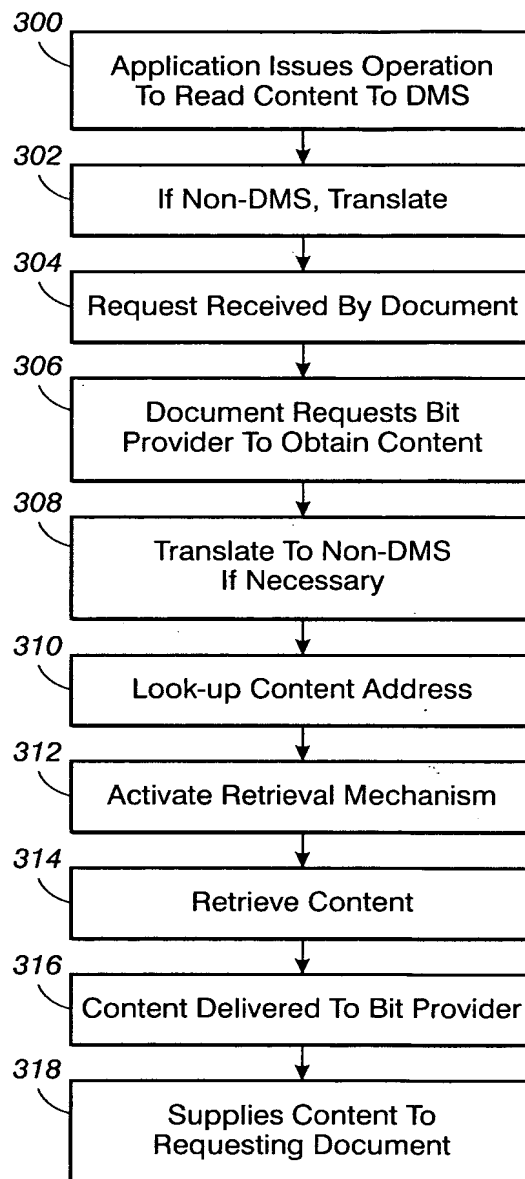 300
Application Issues Operation
To Read Content To DMS
302
If Non-DMS, Translate
304
Request Received By Document
306
Document Requests Bit
Provider To Obtain Content
308
Translate To Non-DMS
If Necessary
310
Look-up Content Address
312
Activate Retrieval Mechanism
314
Retrieve Content
316
Content Delivered To Bit Provider
318
Supplies Content To
Requesting Document